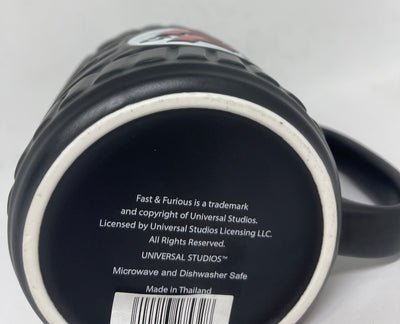 Fast & Furious is a trademark
and copyright of Universal Studios.
Licensed by Universal Studios Licensing LLC.
All Rights Reserved.
UNIVERSAL STUDIOS™
Microwave and Dishwasher Safe
Made in Thailand